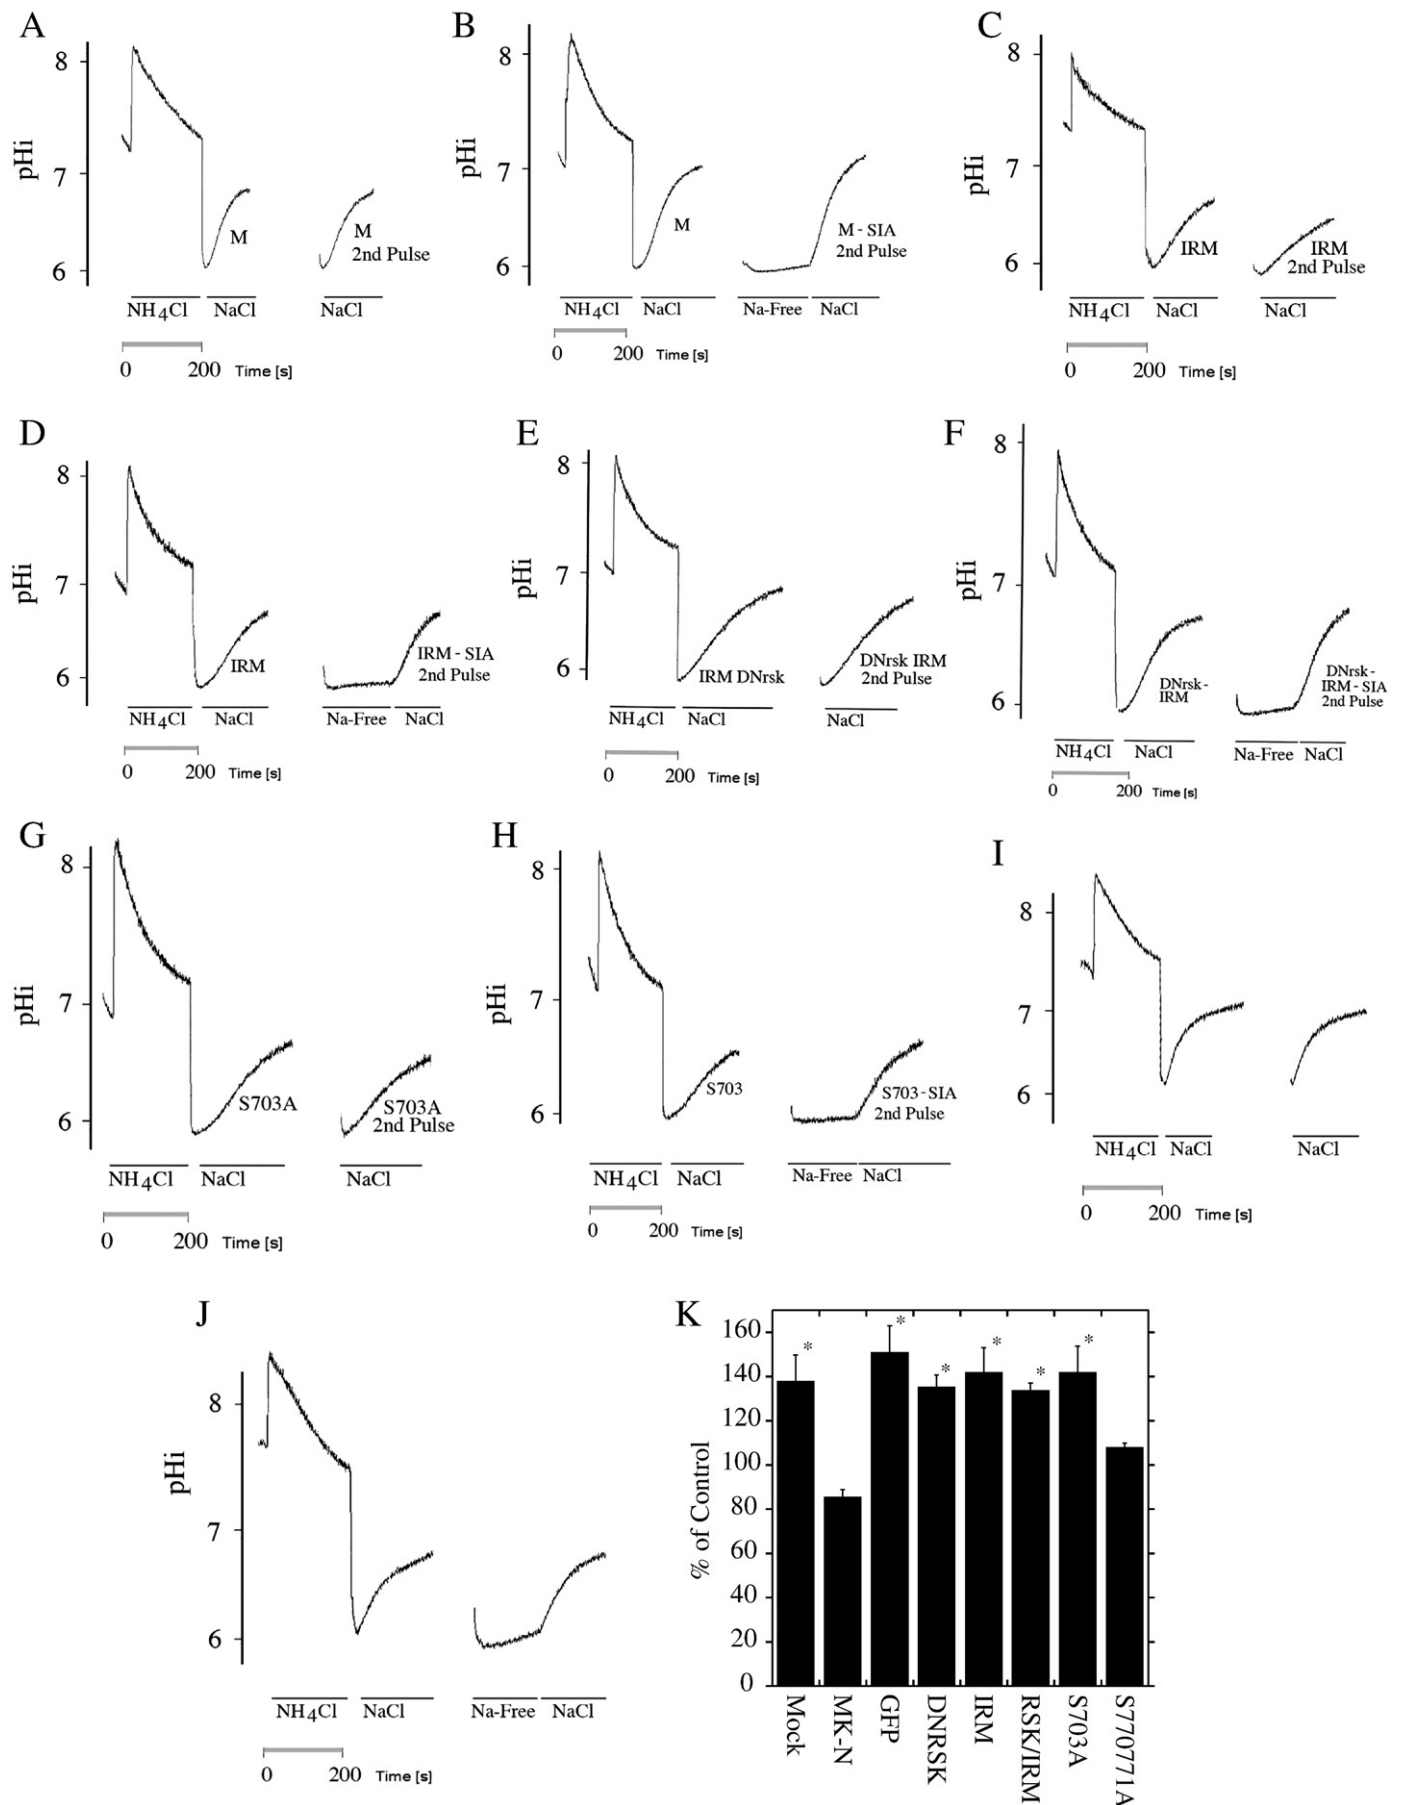 A
8
7
6
pHi
M
M
2nd Pulse
NH4Cl
NaCl
NaCl
0
200
Time [s]
B
8
7
6
pHi
M
M - SIA
2nd Pulse
NH4Cl
NaCl
Na-Free
NaCl
0
200
Time [s]
C
8
7
6
pHi
IRM
IRM
2nd Pulse
NH4Cl
NaCl
NaCl
0
200
Time [s]
D
8
7
6
pHi
IRM
IRM - SIA
2nd Pulse
NH4Cl
NaCl
Na-Free
NaCl
0
200
Time [s]
E
8
7
6
pHi
IRM DNrsk
DNrsk IRM
2nd Pulse
NH4Cl
NaCl
NaCl
0
200
Time [s]
F
8
7
6
pHi
DNrsk-
IRM
DNrsk-
IRM - SIA
2nd Pulse
NH4Cl
NaCl
Na-Free
NaCl
0
200
Time [s]
G
8
7
6
pHi
S703A
S703A
2nd Pulse
NH4Cl
NaCl
NaCl
0
200
Time [s]
H
8
7
6
pHi
S703
S703-SIA
2nd Pulse
NH4Cl
NaCl
Na-Free
NaCl
0
200
Time [s]
I
8
7
6
NH4Cl
NaCl
NaCl
0
200
Time [s]
J
8
7
6
pHi
NH4Cl
NaCl
Na-Free
NaCl
0
200
Time [s]
K
160
140
120
100
80
60
40
20
0
% of Control
*
*
*
*
*
*
Mock
MK-N
GFP
DNRSK
IRM
RSK/IRM
S703A
S770771A